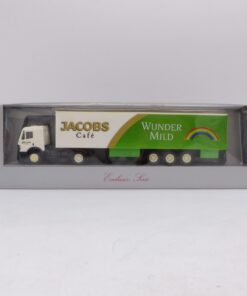 JACOBS
Café
WUNDER
MILD
Exclusiv Serie